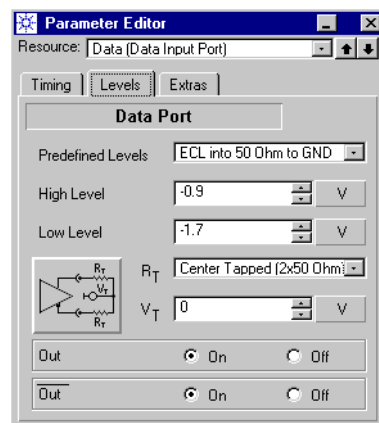 Parameter Editor
Resource: Data (Data Input Port)
Timing Levels Extras
Data Port
Predefined Levels ECL into 50 Ohm to GND
High Level -0.9 V
Low Level -1.7 V
RT VT RT
RT Center Tapped (2x50 Ohm)
VT 0 V
Out On Off
Out On Off